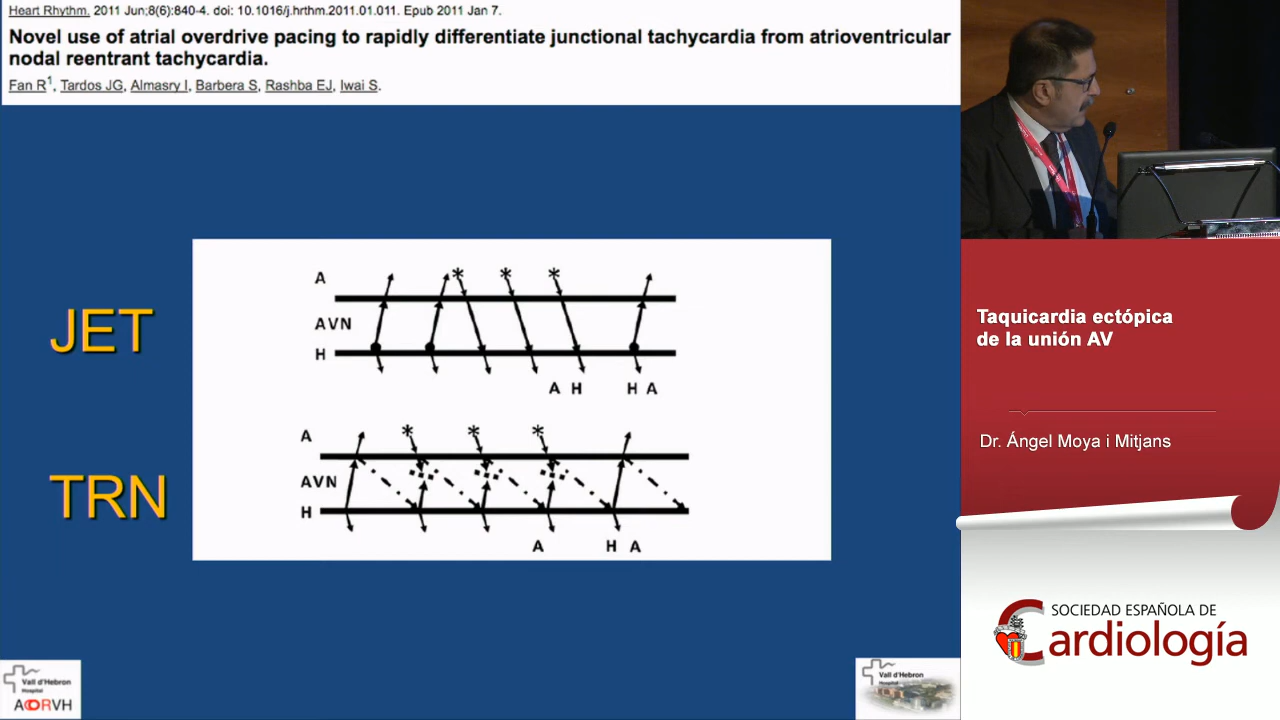 Heart Rhythm. 2011 Jun;8(6):840-4. doi: 10.1016/j.hrthm.2011.01.011. Epub 2011 Jan 7.
Novel use of atrial overdrive pacing to rapidly differentiate junctional tachycardia from atrioventricular
nodal reentrant tachycardia.
Fan R1, Tardos JG, Almasry I, Barbera S, Rashba EJ, Iwai S.
JET
A
* * *
AVN
H
A H H A
TRN
A
* * *
AVN
H
A H A
Vall d'Hebron
Hospital
ACORVH
Vall d'Hebron
Hospital
Taquicardia ectópica
de la unión AV
Dr. Ángel Moya i Mitjans
SOCIEDAD ESPAÑOLA DE
Cardiología